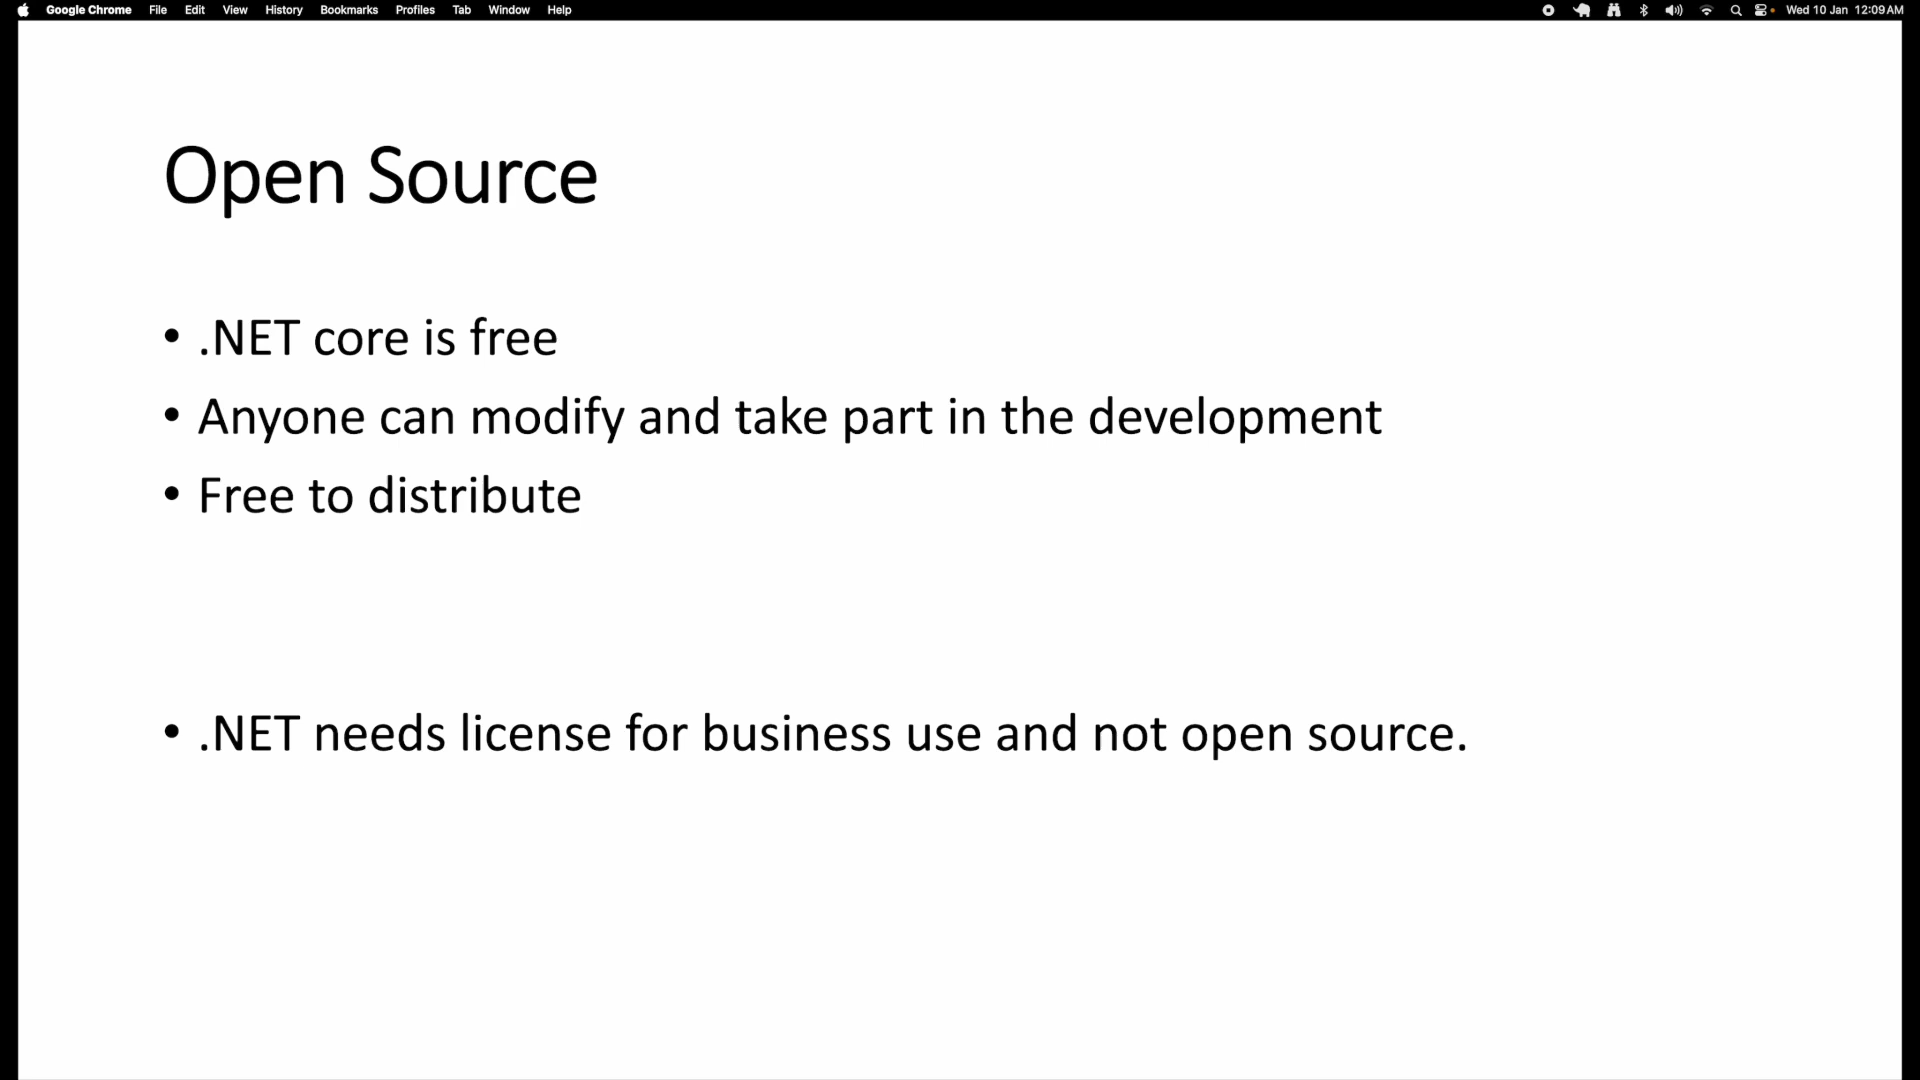 Google Chrome File Edit View History Bookmarks Profiles Tab Window Help Wed 10 Jan 12:09 AM
Open Source
• .NET core is free
• Anyone can modify and take part in the development
• Free to distribute
• .NET needs license for business use and not open source.